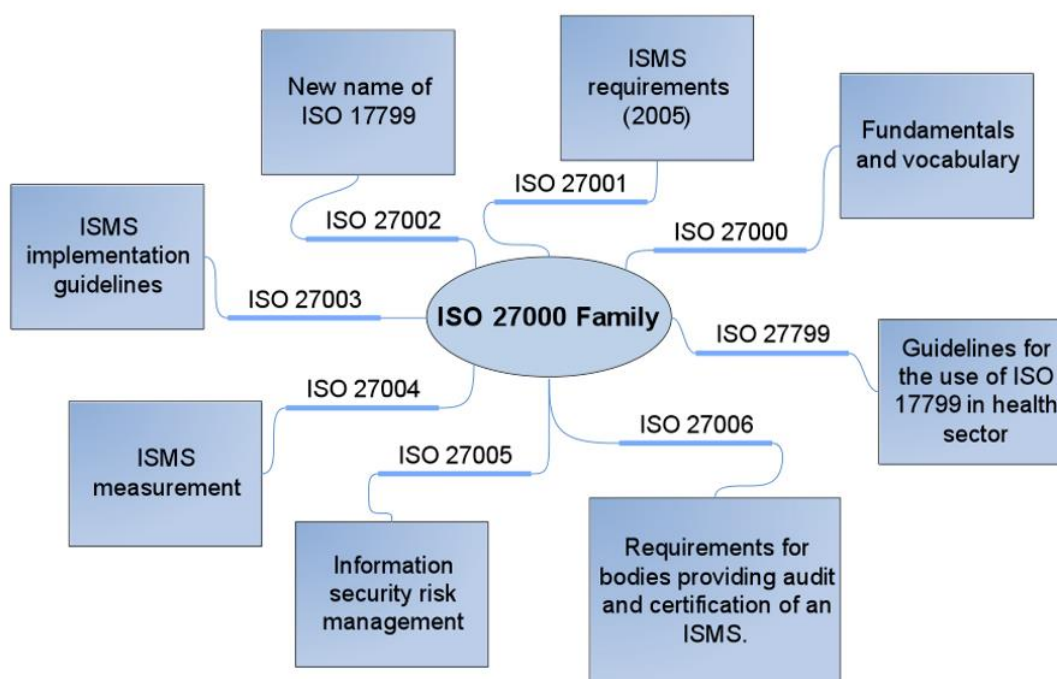 New name of
ISO 17799
ISMS
requirements
(2005)
Fundamentals
and vocabulary
ISO 27001
ISO 27002
ISO 27000
ISMS
implementation
guidelines
ISO 27003
ISO 27000 Family
ISO 27799
Guidelines for
the use of ISO
17799 in health
sector
ISO 27004
ISO 27006
ISMS
measurement
ISO 27005
Information
security risk
management
Requirements for
bodies providing audit
and certification of an
ISMS.